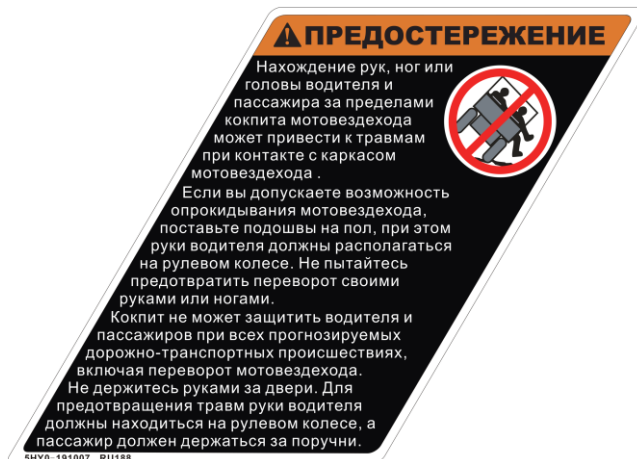 ПРЕДОСТЕРЕЖЕНИЕ
Нахождение рук, ног или
головы водителя и
пассажира за пределами
кокпита мотовездехода
может привести к травмам
при контакте с каркасом
мотовездехода .
Если вы допускаете возможность
опрокидывания мотовездехода,
поставьте подошвы на пол, при этом
руки водителя должны располагаться
на рулевом колесе. Не пытайтесь
предотвратить переворот своими
руками или ногами.
Кокпит не может защитить водителя и
пассажиров при всех прогнозируемых
дорожно-транспортных происшествиях,
включая переворот мотовездехода.
Не держитесь руками за двери. Для
предотвращения травм руки водителя
должны находиться на рулевом колесе, а
пассажир должен держаться за поручни.
5HY0-191007 RU188